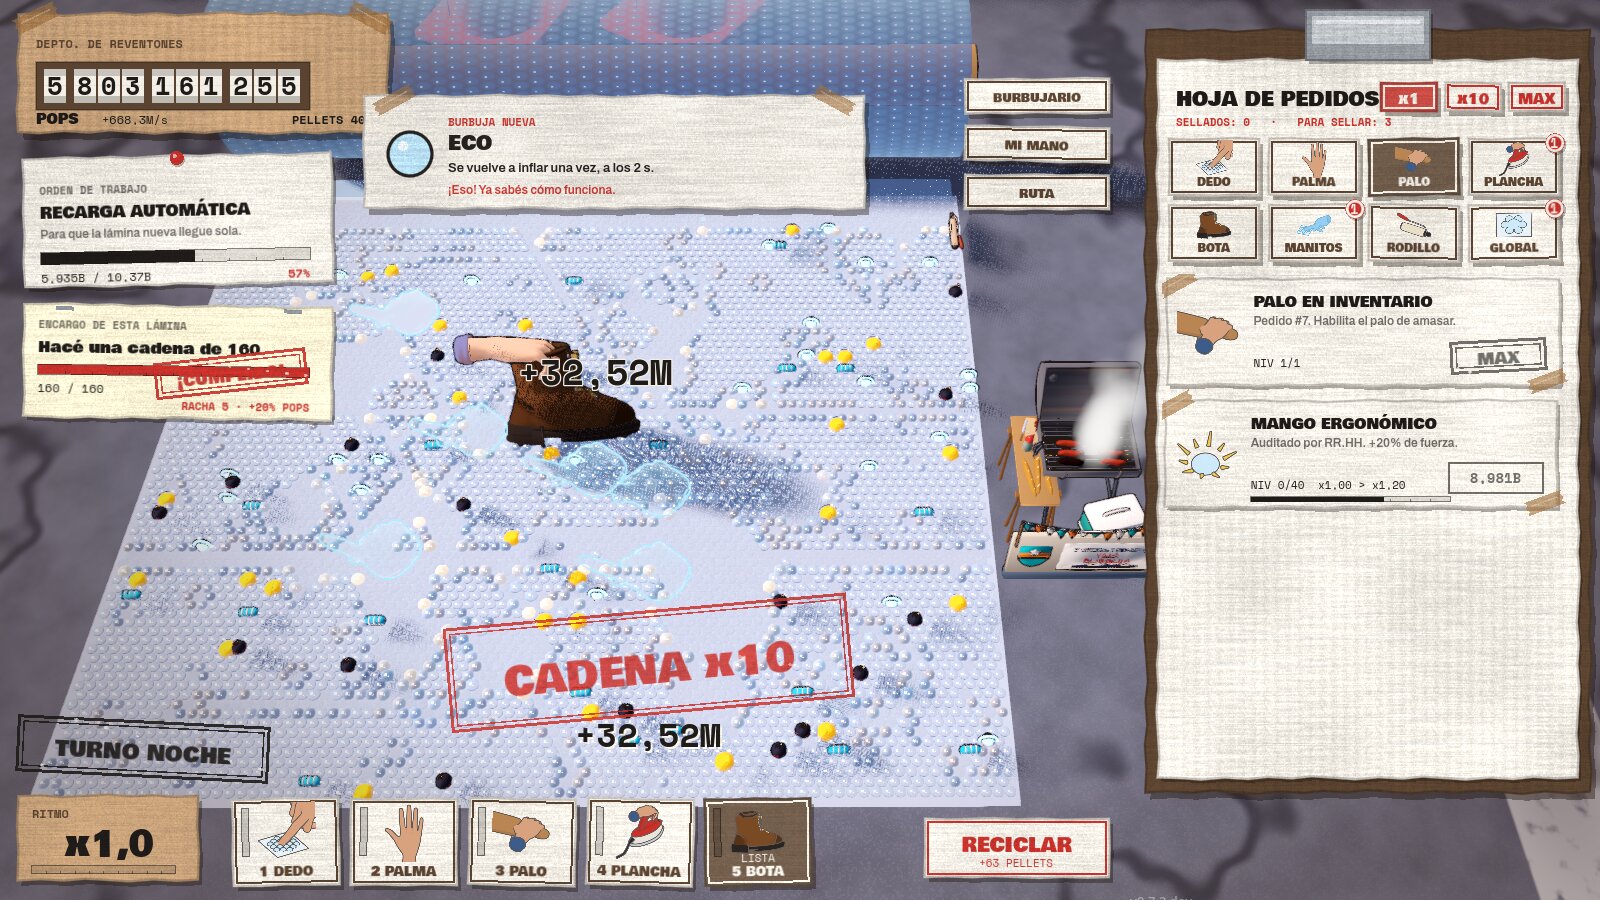 DEPTO. DE REVENTONES
5 803 161 255
POPS +668.3M/s PELLETS 40
ORDEN DE TRABAJO
RECARGA AUTOMÁTICA
Para que la lámina nueva llegue sola.
5.935B / 10.37B 57%
ENCARGO DE ESTA LÁMINA
Hacé una cadena de 160
160 / 160
RACHA 5 · +20% POPS
BURBUJA NUEVA
ECO
Se vuelve a inflar una vez, a los 2 s.
¡Eso! Ya sabés cómo funciona.
BURBUJARIO
MI MANO
RUTA
+32,52M
CADENA x10
+32,52M
TURNO NOCHE
RITMO
x1,0
1 DEDO
2 PALMA
3 PALO
4 PLANCHA
LISTA
5 BOTA
RECICLAR
+63 PELLETS
HOJA DE PEDIDOS x1 x10 MAX
SELLADOS: 0 · PARA SELLAR: 3
DEDO PALMA PALO PLANCHA 1
BOTA MANITOS 1 RODILLO GLOBAL 1
PALO EN INVENTARIO
Pedido #7. Habilita el palo de amasar.
NIV 1/1 MAX
MANGO ERGONÓMICO
Auditado por RR.HH. +20% de fuerza.
NIV 0/40 x1,00 > x1,20 8,981B